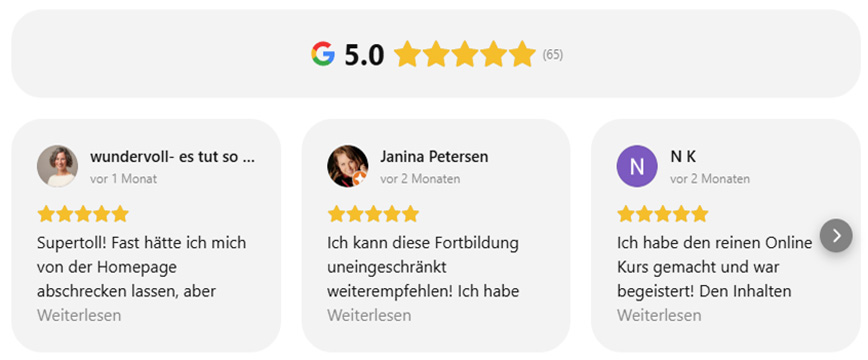 5.0 (65)
wundervoll- es tut so ...
vor 1 Monat
Supertoll! Fast hätte ich mich
von der Homepage
abschrecken lassen, aber
Weiterlesen
Janina Petersen
vor 2 Monaten
Ich kann diese Fortbildung
uneingeschränkt
weiterempfehlen! Ich habe
Weiterlesen
N
N K
vor 2 Monaten
Ich habe den reinen Online
Kurs gemacht und war
begeistert! Den Inhalten
Weiterlesen